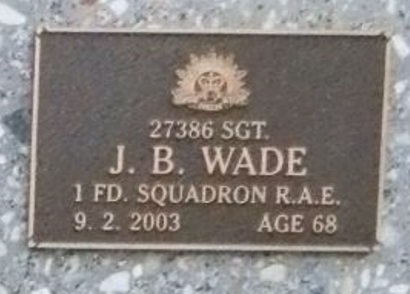 27386 SGT.
J. B. WADE
1 FD. SQUADRON R.A.E.
9. 2. 2003 AGE 68